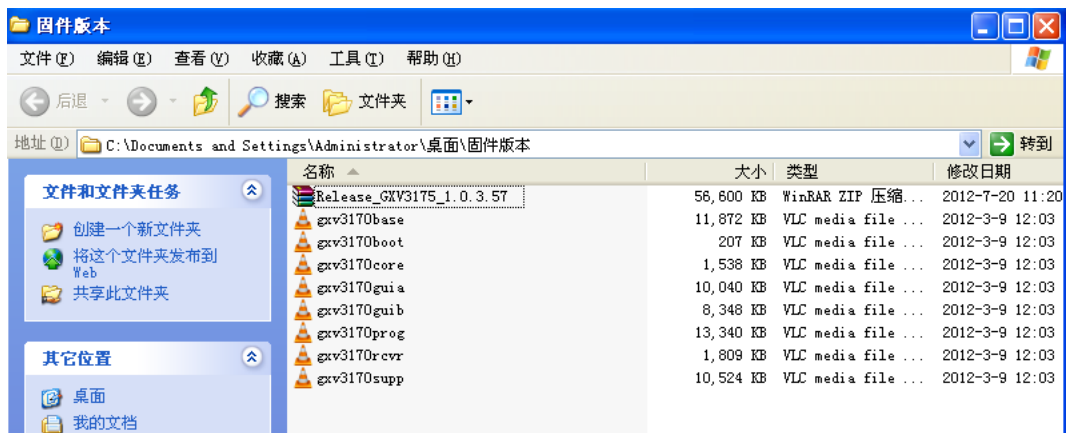 固件版本
文件(F) 编辑(E) 查看(V) 收藏(A) 工具(T) 帮助(H)
后退 搜索 文件夹
地址(D) C:\Documents and Settings\Administrator\桌面\固件版本 转到
名称 大小 类型 修改日期
文件和文件夹任务
创建一个新文件夹
将这个文件夹发布到
Web
共享此文件夹
其它位置
桌面
我的文档
Release_GXV3175_1.0.3.57 56,600 KB WinRAR ZIP 压缩... 2012-7-20 11:20
gxv3170base 11,872 KB VLC media file ... 2012-3-9 12:03
gxv3170boot 207 KB VLC media file ... 2012-3-9 12:03
gxv3170core 1,538 KB VLC media file ... 2012-3-9 12:03
gxv3170guia 10,040 KB VLC media file ... 2012-3-9 12:03
gxv3170guib 8,348 KB VLC media file ... 2012-3-9 12:03
gxv3170prog 13,340 KB VLC media file ... 2012-3-9 12:03
gxv3170rcvr 1,809 KB VLC media file ... 2012-3-9 12:03
gxv3170supp 10,524 KB VLC media file ... 2012-3-9 12:03